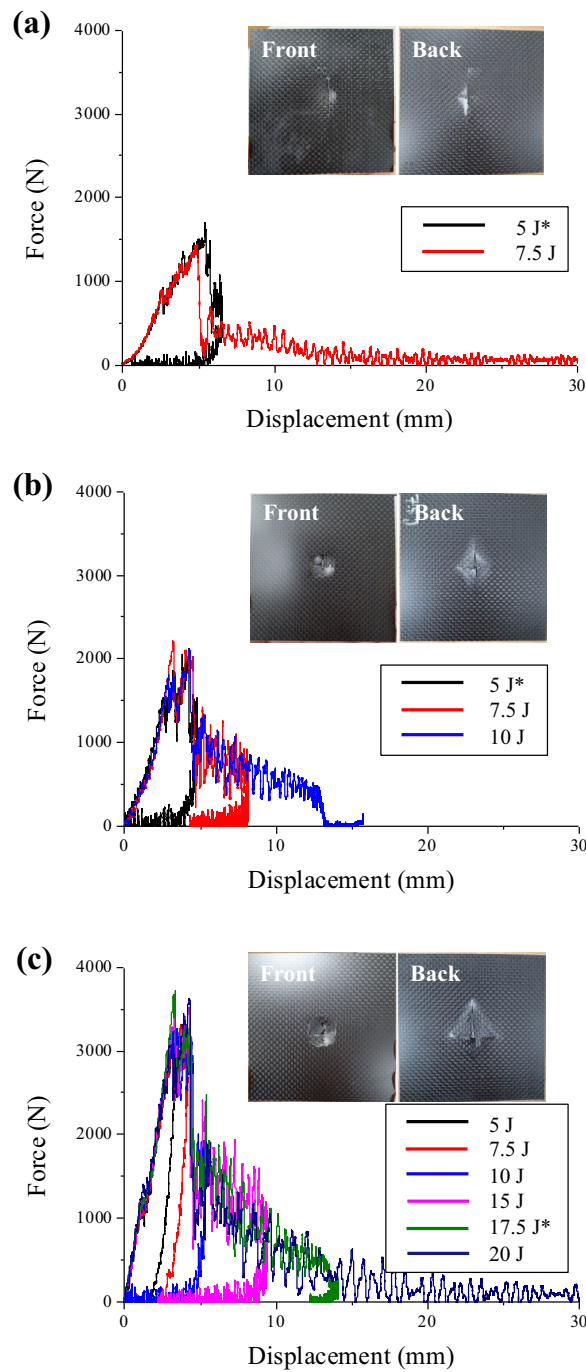 (a)
4000
3000
2000
1000
0
Force (N)
Front
Back
5 J*
7.5 J
0
10
20
30
Displacement (mm)
(b)
4000
3000
2000
1000
0
Force (N)
Front
Back
5 J*
7.5 J
10 J
0
10
20
30
Displacement (mm)
(c)
4000
3000
2000
1000
0
Force (N)
Front
Back
5 J
7.5 J
10 J
15 J
17.5 J*
20 J
0
10
20
30
Displacement (mm)